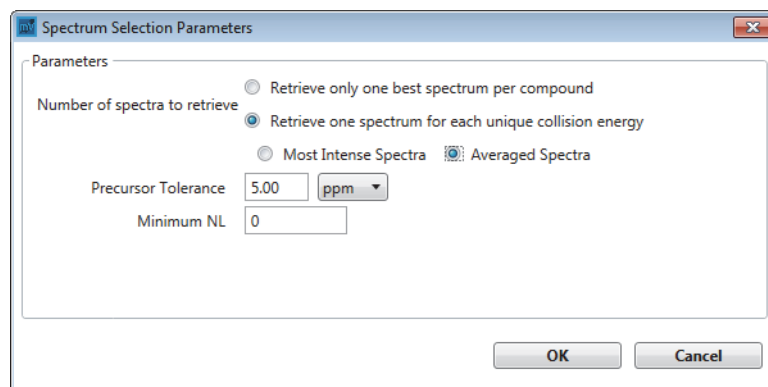 Spectrum Selection Parameters
Parameters
Number of spectra to retrieve
Retrieve only one best spectrum per compound
Retrieve one spectrum for each unique collision energy
Most Intense Spectra Averaged Spectra
Precursor Tolerance 5.00 ppm
Minimum NL 0
OK Cancel